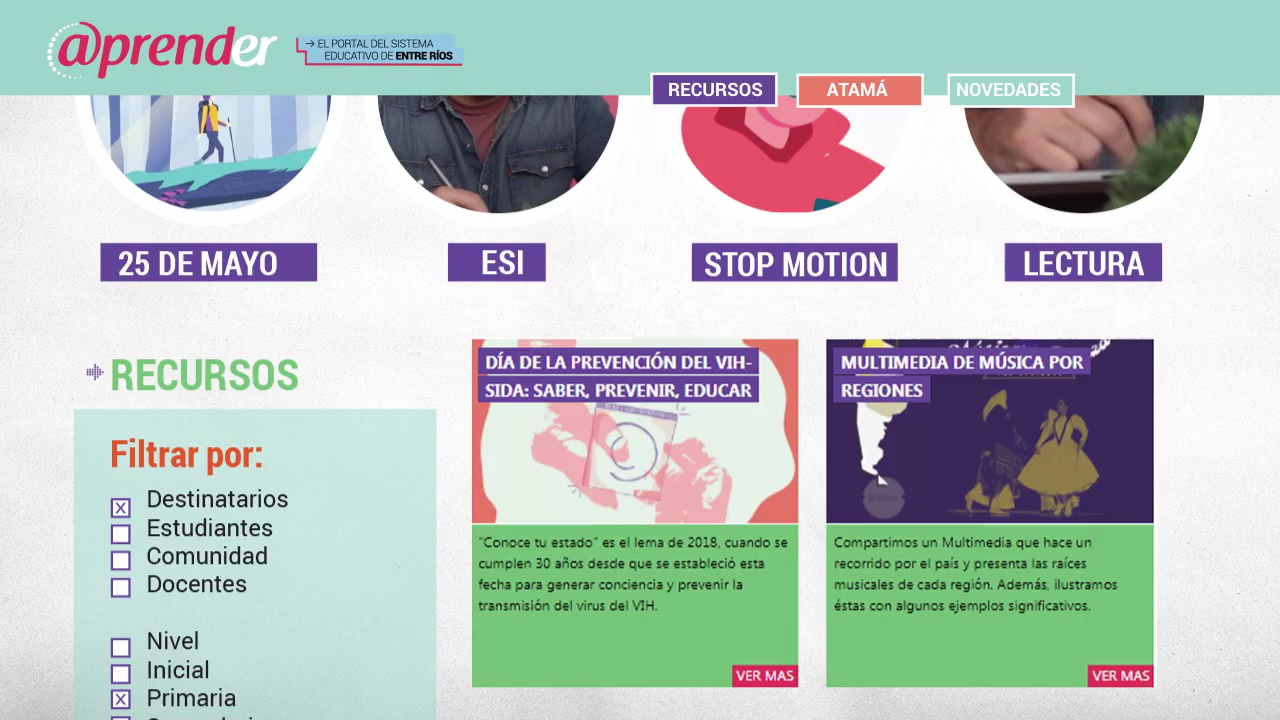 @prender
EL PORTAL DEL SISTEMA
EDUCATIVO DE ENTRE RÍOS
RECURSOS
ATAMÁ
NOVEDADES
25 DE MAYO
ESI
STOP MOTION
LECTURA
RECURSOS
Filtrar por:
Destinatarios
Estudiantes
Comunidad
Docentes
Nivel
Inicial
Primaria
DÍA DE LA PREVENCIÓN DEL VIH-
SIDA: SABER, PREVENIR, EDUCAR
"Conoce tu estado" es el lema de 2018, cuando se
cumplen 30 años desde que se estableció esta
fecha para generar conciencia y prevenir la
transmisión del virus del VIH.
VER MAS
MULTIMEDIA DE MÚSICA POR
REGIONES
Compartimos un Multimedia que hace un
recorrido por el país y presenta las raíces
musicales de cada región. Además, ilustramos
éstas con algunos ejemplos significativos.
VER MAS